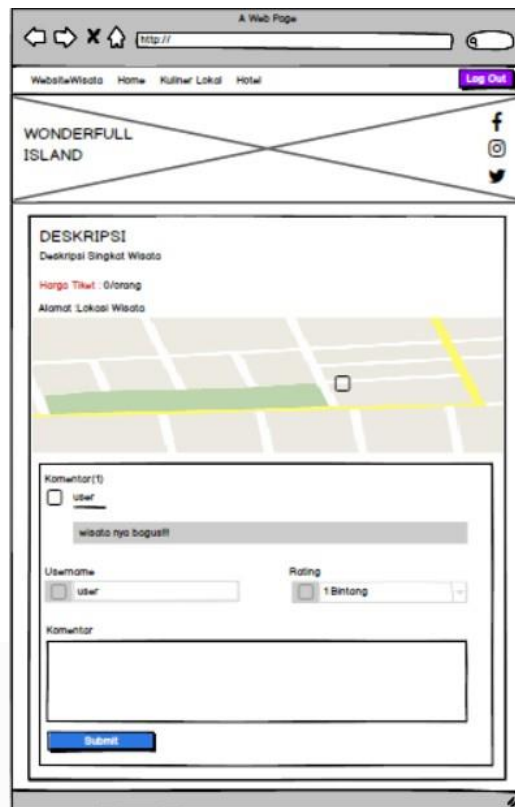 A Web Page
http://
WebsiteWisata Home Kuliner Lokal Hotel Log Out
WONDERFULL
ISLAND
DESKRIPSI
Deskripsi Singkat Wisata
Harga Tiket : 0/orang
Alamat :Lokasi Wisata
Komentar(1)
user
wisata nya bagus!!!
Username Rating
user 1 Bintang
Komentar
Submit